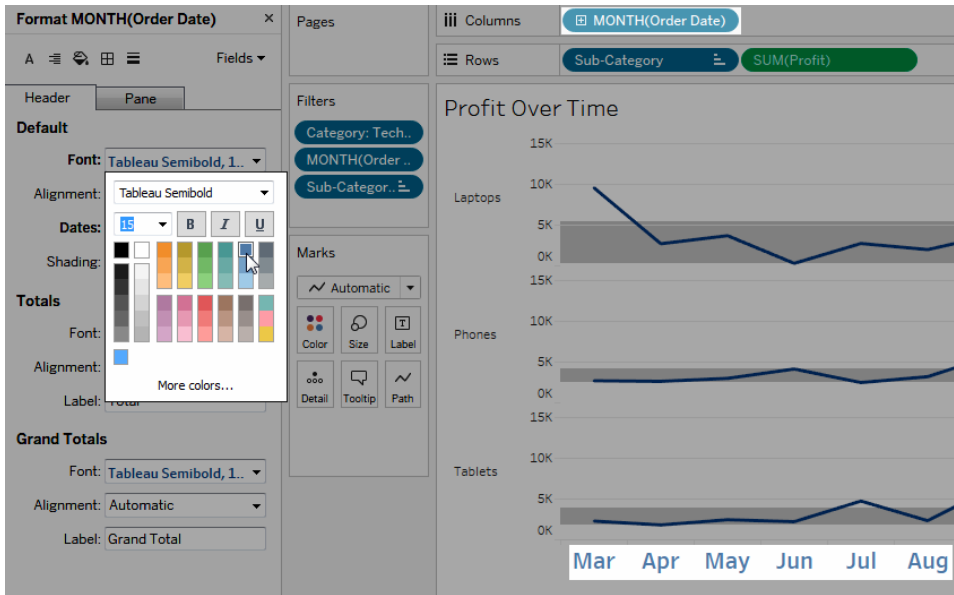 Format MONTH(Order Date) ×
A
Fields
Header
Pane
Default
Font: Tableau Semibold, 1..
Alignment:
Dates:
Shading:
Tableau Semibold
15
B
I
U
More colors...
Totals
Font:
Alignment:
Label: Total
Grand Totals
Font: Tableau Semibold, 1..
Alignment: Automatic
Label: Grand Total
Pages
Filters
Category: Tech..
MONTH(Order ..
Sub-Categor..
Marks
Automatic
Color
Size
T
Label
Detail
Tooltip
Path
Columns
MONTH(Order Date)
Rows
Sub-Category
SUM(Profit)
Profit Over Time
Laptops
15K
10K
5K
0K
Phones
15K
10K
5K
0K
Tablets
15K
10K
5K
0K
Mar Apr May Jun Jul Aug